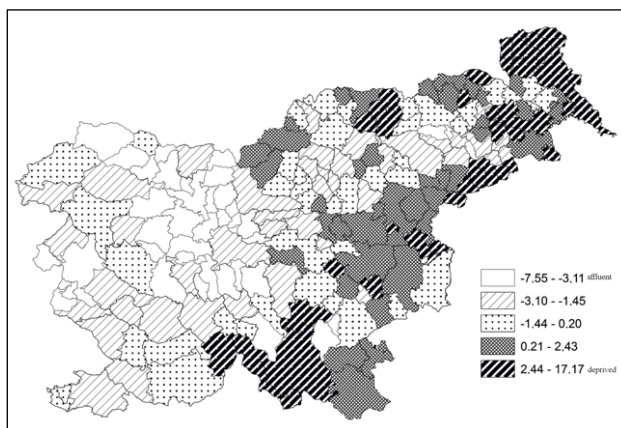 -7.55 - -3.11 affluent
-3.10 - -1.45
-1.44 - 0.20
0.21 - 2.43
2.44 - 17.17 deprived